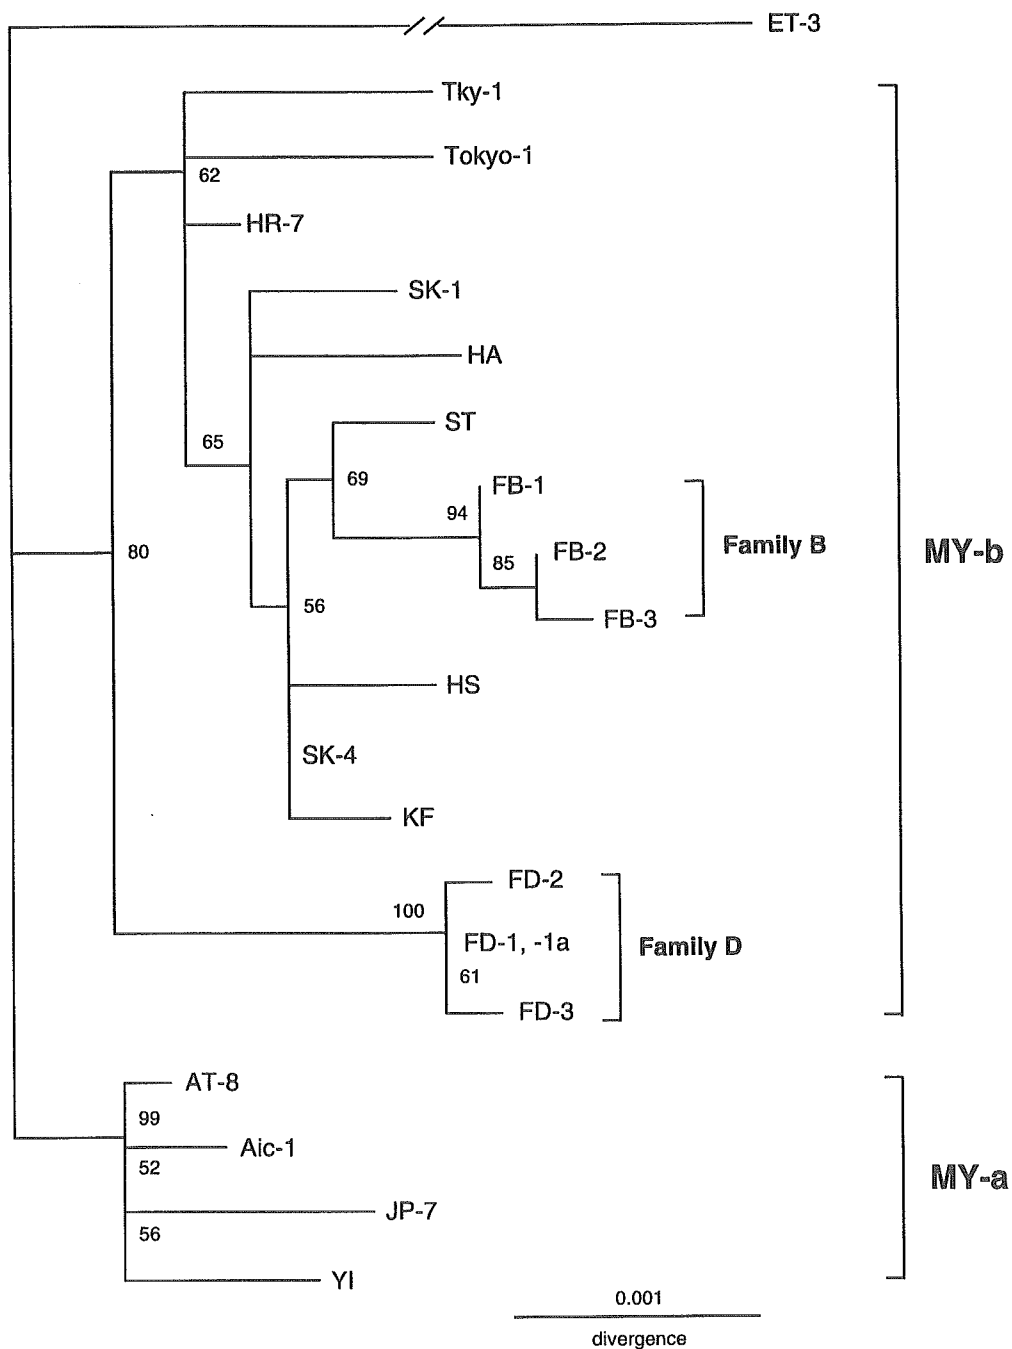 ET-3
Tky-1
Tokyo-1
62
HR-7
SK-1
HA
ST
65
69
FB-1
94
FB-2
85
Family B
MY-b
80
56
FB-3
HS
SK-4
KF
FD-2
100
FD-1, -1a
Family D
61
FD-3
AT-8
99
Aic-1
52
MY-a
JP-7
56
YI
0.001
divergence